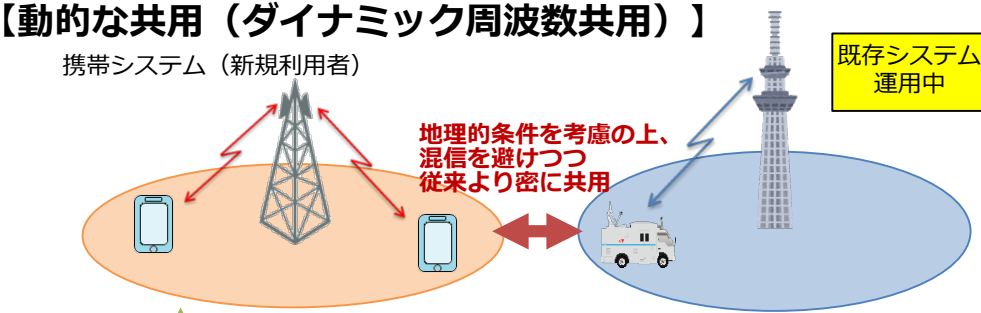 【動的な共用（ダイナミック周波数共用）】
携帯システム（新規利用者）
既存システム
運用中
地理的条件を考慮の上、
混信を避けつつ
従来より密に共用